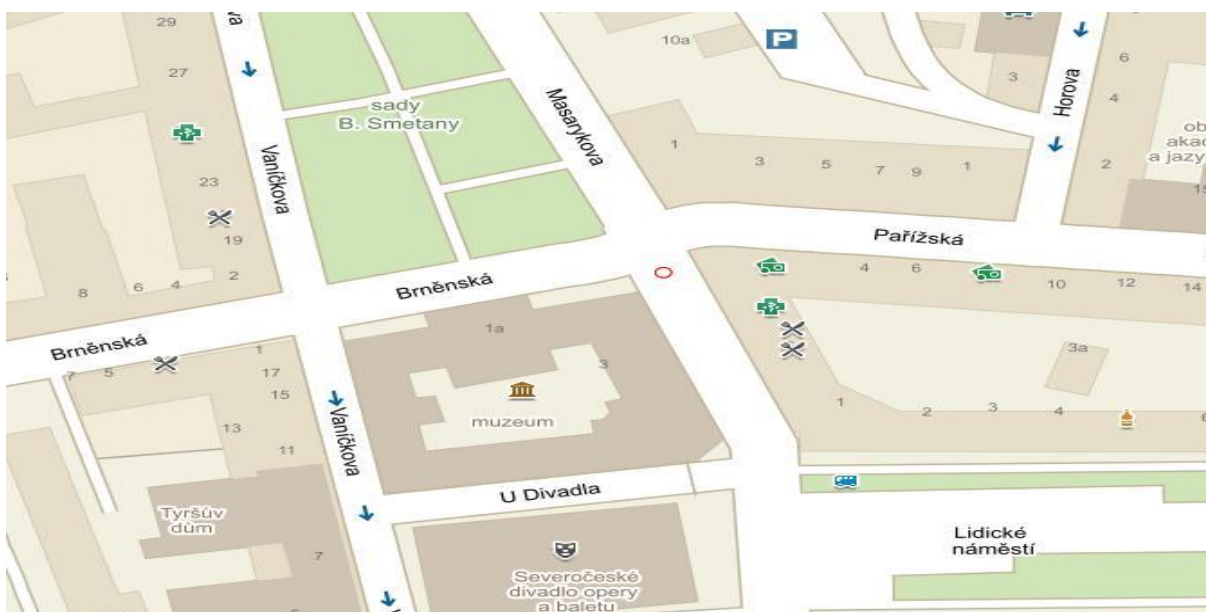 29
27
23
19
2
8
6
4
Vaníčkova
sady
B. Smetany
Masarykova
10a
P
1
3
5
7
9
1
3
Horova
6
4
2
Pařížská
4
6
10
12
14
Brněnská
Brněnská
7
5
1
17
15
13
11
7
Tyršův
dům
Vaníčkova
1a
3
muzeum
U Divadla
Severočeské
divadlo opery
a baletu
3a
1
2
3
4
6
Lidické
náměstí